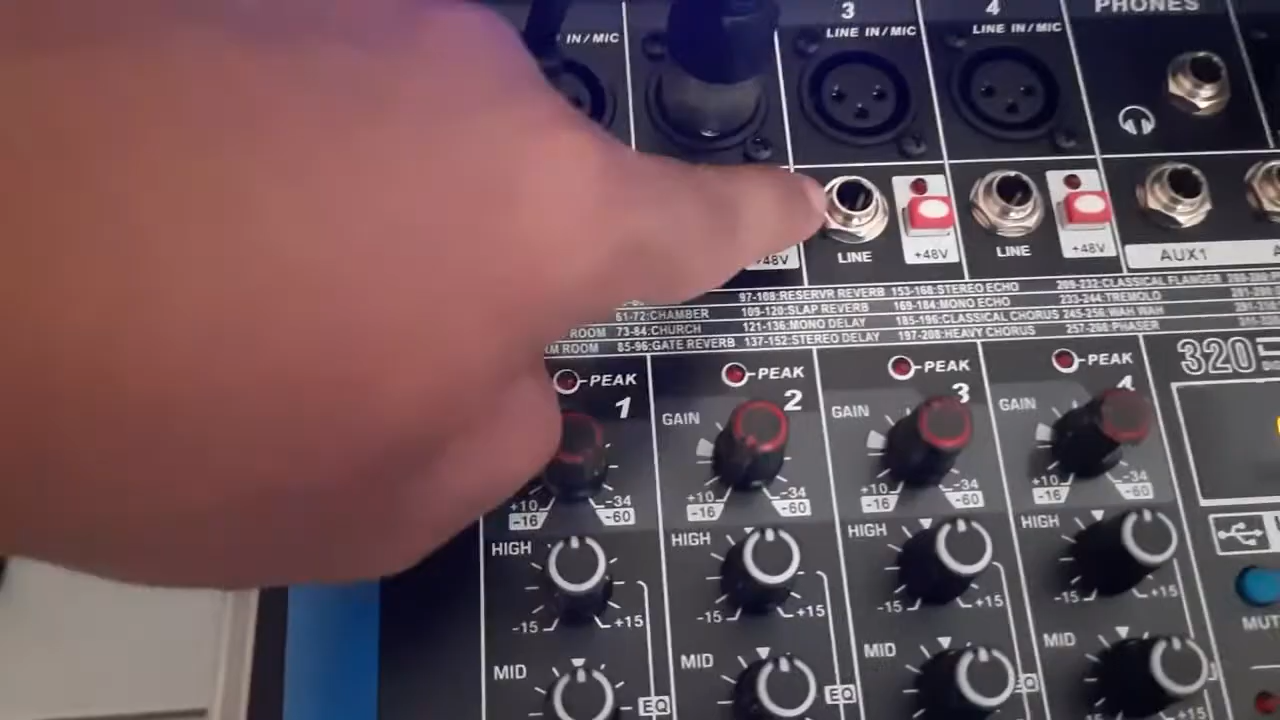 3
4
PHONES
IN/MIC
LINE IN/MIC
LINE IN/MIC
+48V
LINE
+48V
LINE
+48V
AUX1
97-108:RESERVR REVERB
153-168:STEREO ECHO
209-232:CLASSICAL FLANGER
61-72:CHAMBER
109-120:SLAP REVERB
169-184:MONO ECHO
233-244:TREMOLO
ROOM
73-84:CHURCH
121-136:MONO DELAY
185-196:CLASSICAL CHORUS
245-256:WAH WAH
ROOM
85-96:GATE REVERB
137-152:STEREO DELAY
197-208:HEAVY CHORUS
257-268:PHASER
PEAK
1
PEAK
2
PEAK
3
PEAK
4
320
GAIN
GAIN
GAIN
+10
-34
-16
-60
+10
-34
-16
-60
+10
-34
-16
-60
+10
-34
-16
-60
HIGH
HIGH
HIGH
HIGH
-15
+15
-15
+15
-15
+15
-15
+15
MID
MID
MID
MID
EQ
EQ
EQ
+15